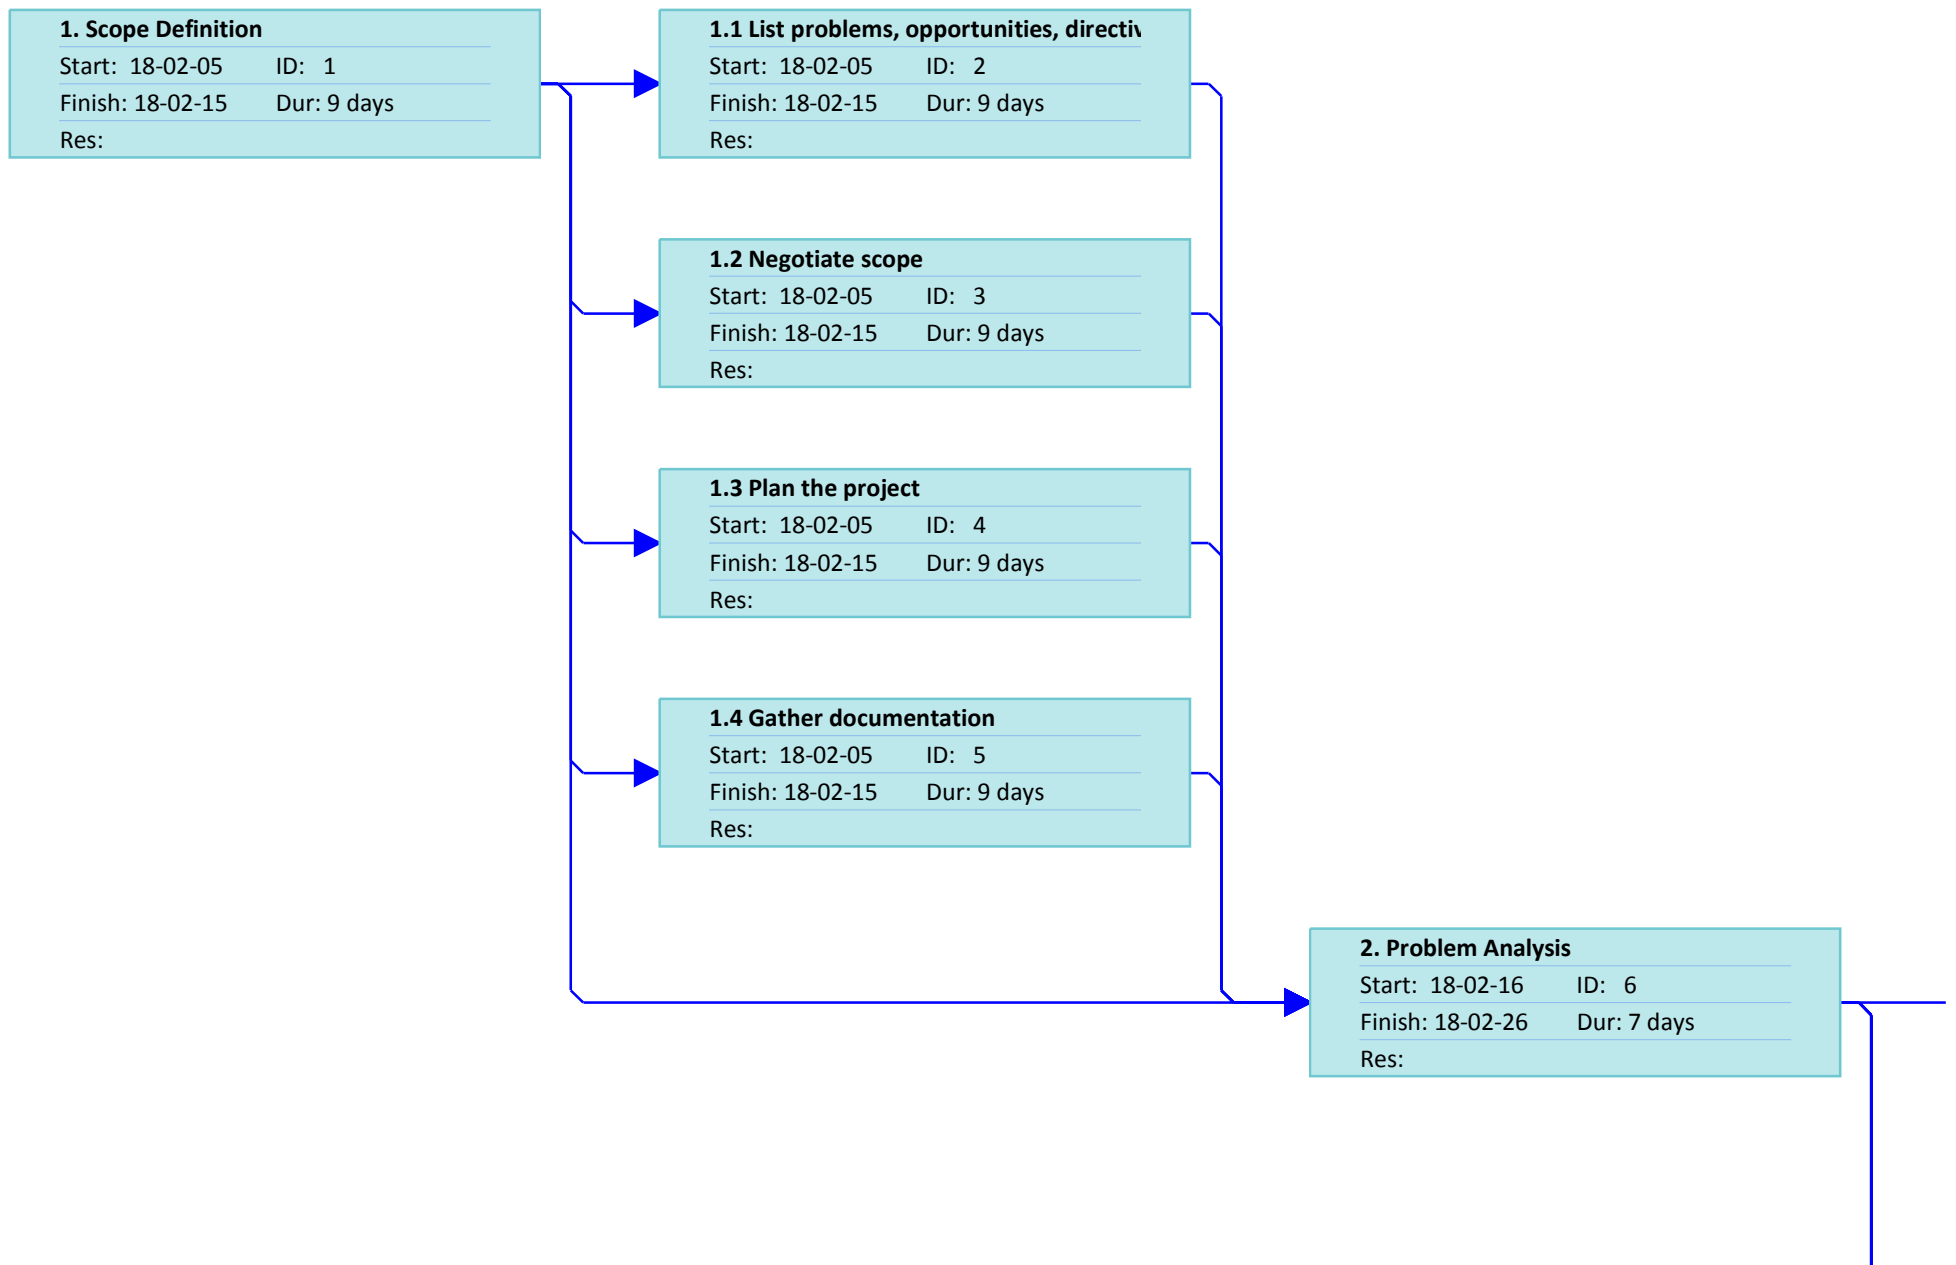 1. Scope Definition
Start: 18-02-05 ID: 1
Finish: 18-02-15 Dur: 9 days
Res:
1.1 List problems, opportunities,
Start: 18-02-05 ID: 2
Finish: 18-02-15 Dur: 9 days
Res:
1.2 Negotiate scope
Start: 18-02-05 ID: 3
Finish: 18-02-15 Dur: 9 days
Res:
1.3 Plan the project
Start: 18-02-05 ID: 4
Finish: 18-02-15 Dur: 9 days
Res:
1.4 Gather documentation
Start: 18-02-05 ID: 5
Finish: 18-02-15 Dur: 9 days
Res:
2. Problem Analysis
Start: 18-02-16 ID: 6
Finish: 18-02-26 Dur: 7 days
Res: